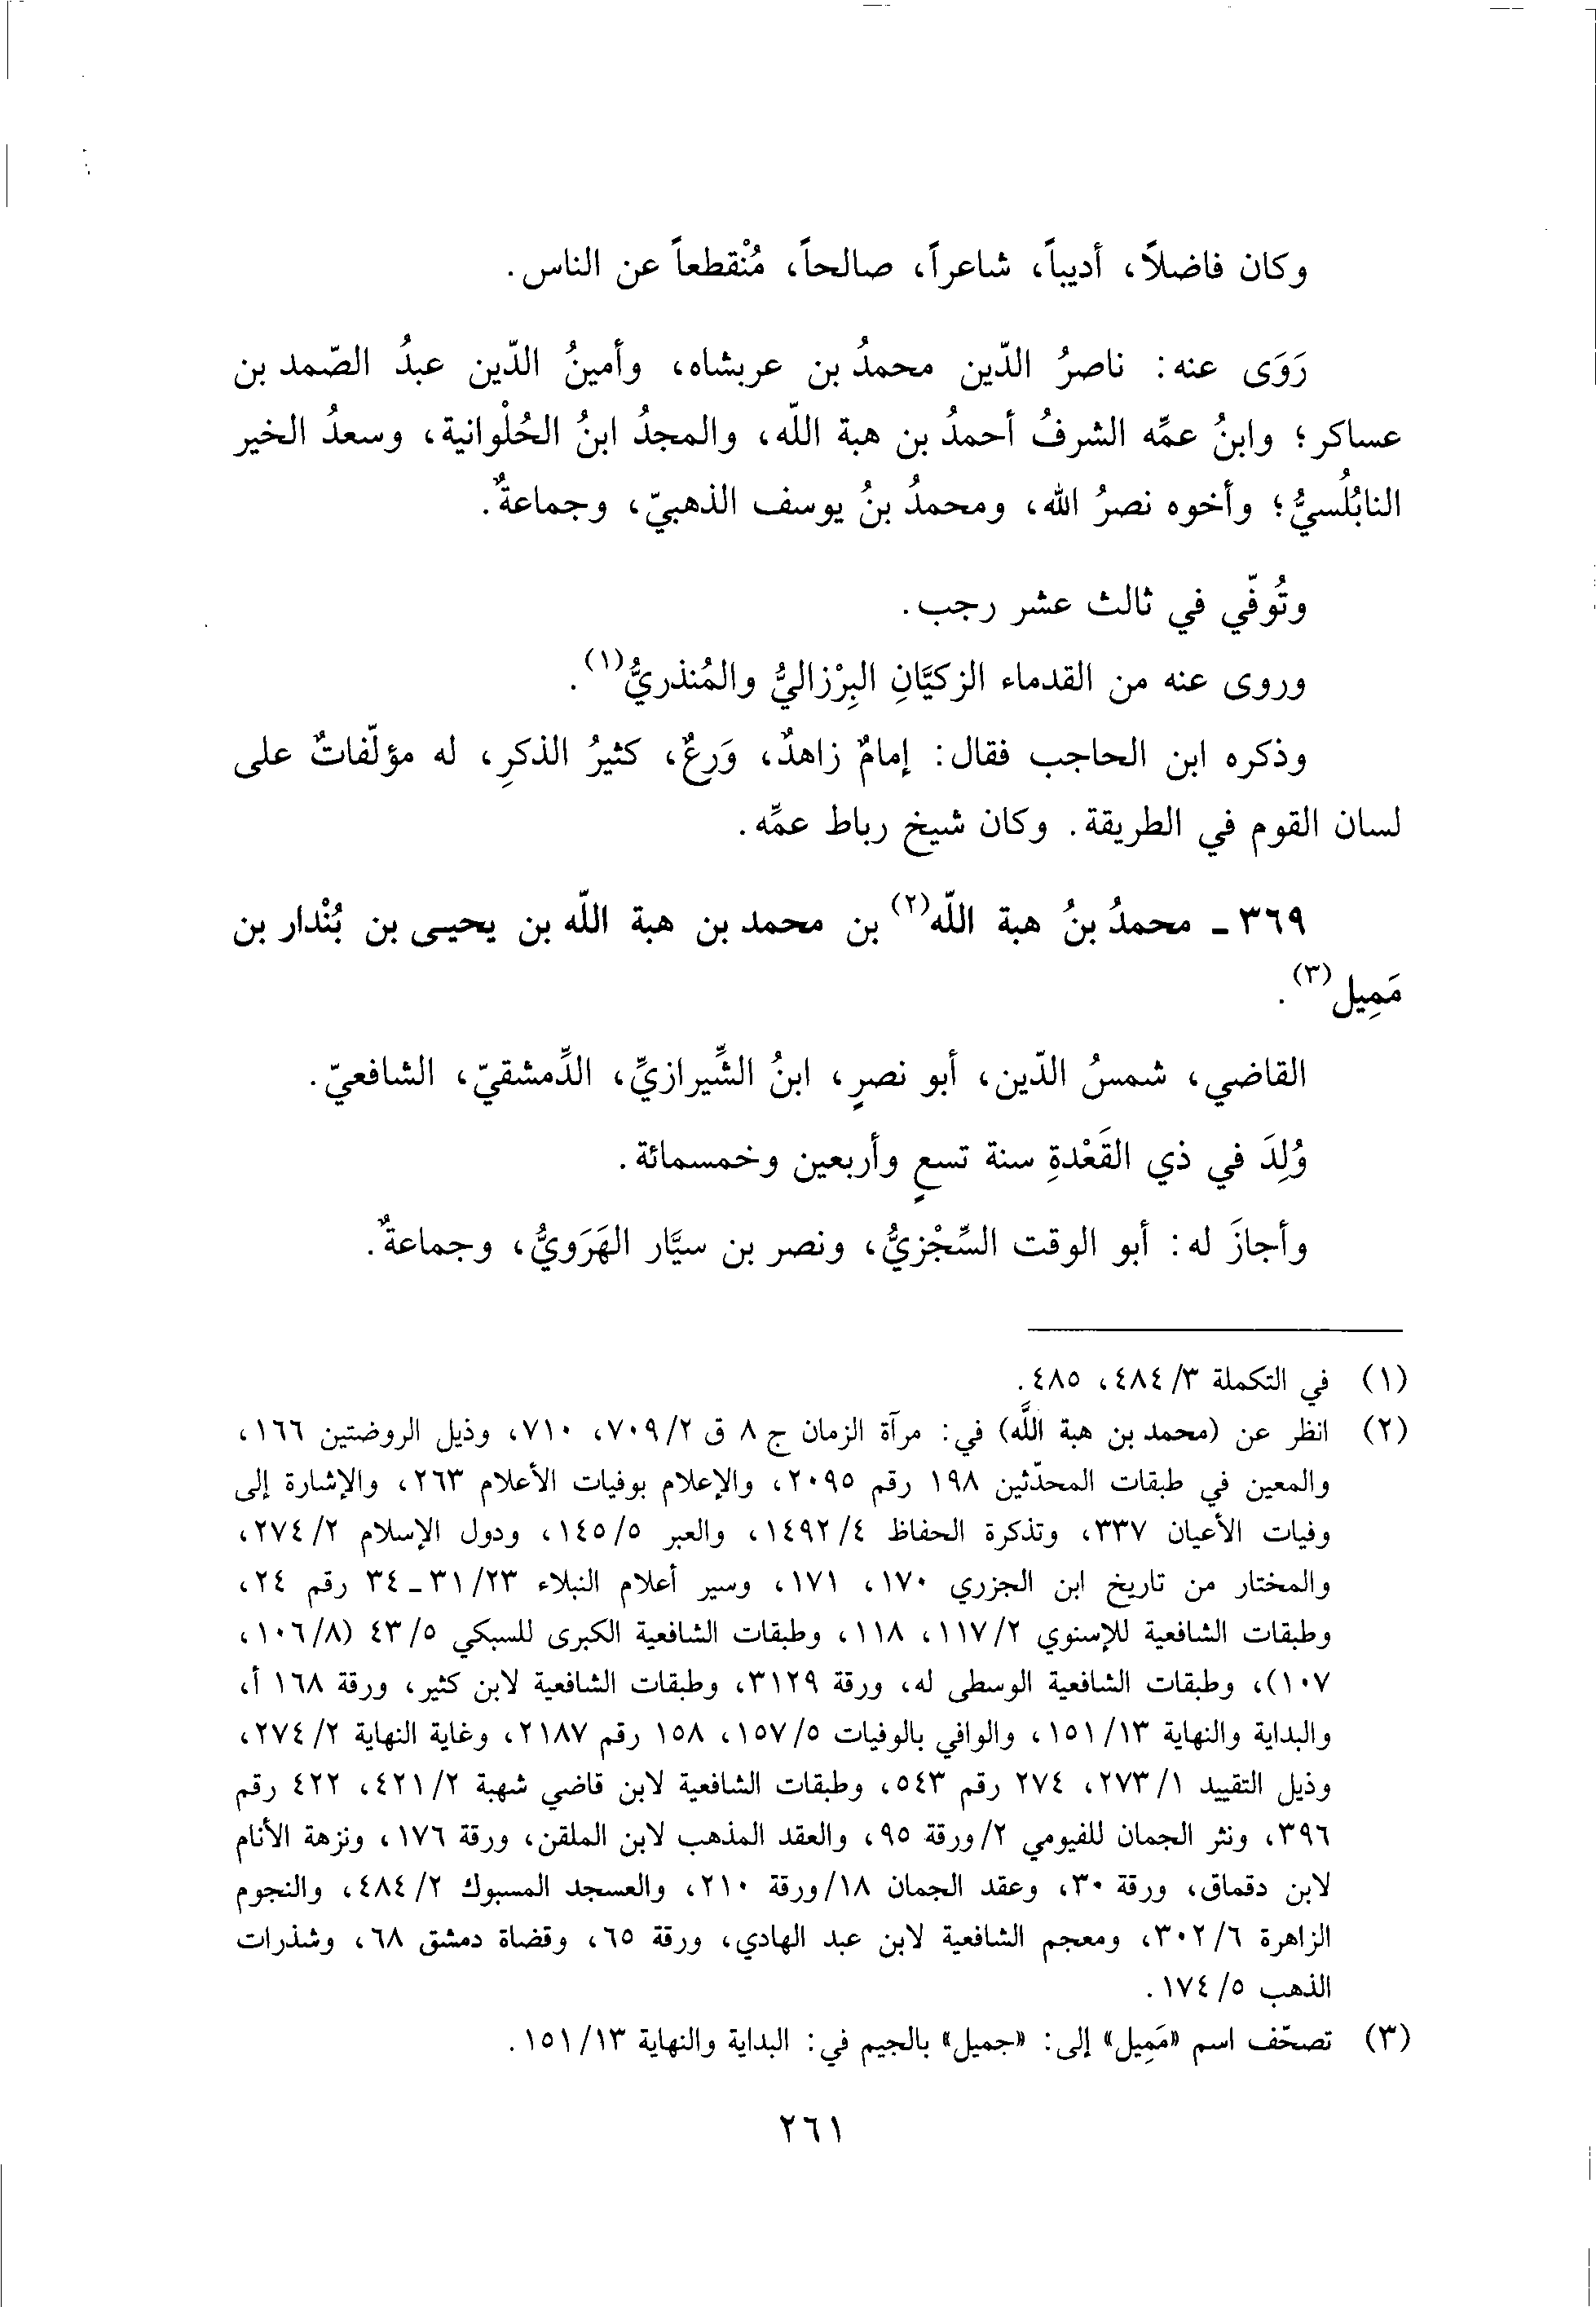 وكان فاضلاً، أديباً، شاعراً، صالحاً، مُنْقطعاً عن الناس.
رَوَى عنه: ناصرُ الدّين محمدُ بن عربشاه، وأمينُ الدّين عبدُ الصّمد بن
عساكر؛ وابنُ عمِّه الشرفُ أحمدُ بن هبة اللّه، والمجدُ ابنُ الحُلْوانية، وسعدُ الخير
النابُلُسيُّ؛ وأخوه نصرُ الله، ومحمدُ بنُ يوسف الذهبيّ، وجماعةٌ.
وتُوفّي في ثالث عشر رجب.
وروى عنه من القدماء الزكيَّانِ البِرْزاليُّ والمُنذريُّ(١).
وذكره ابن الحاجب فقال: إمامٌ زاهدٌ، وَرِعٌ، كثيرُ الذكرِ، له مؤلّفاتٌ على
لسان القوم في الطريقة. وكان شيخ رباط عمِّه.
٣٦٩ ـ محمدُ بنُ هبة اللّه(٢) بن محمد بن هبة اللّه بن يحيـى بن بُنْدار بن
مَمِيل(٣).
القاضي، شمسُ الدّين، أبو نصرٍ، ابنُ الشِّيرازيِّ، الدِّمشقيّ، الشافعيّ.
وُلِدَ في ذي القَعْدةِ سنة تسعٍ وأربعين وخمسمائة.
وأجازَ له: أبو الوقت السِّجْزيُّ، ونصر بن سيَّار الهَرَويُّ، وجماعةٌ.
(١) في التكملة ٣/ ٤٨٤، ٤٨٥.
(٢) انظر عن (محمد بن هبة اللَّه) في: مرآة الزمان ج ٨ ق ٢/ ٧٠٩، ٧١٠، وذيل الروضتين ١٦٦،
والمعين في طبقات المحدّثين ١٩٨ رقم ٢٠٩٥، والإعلام بوفيات الأعلام ٢٦٣، والإشارة إلى
وفيات الأعيان ٣٣٧، وتذكرة الحفاظ ٤/ ١٤٩٢، والعبر ٥/ ١٤٥، ودول الإسلام ٢/ ٢٧٤،
والمختار من تاريخ ابن الجزري ١٧٠، ١٧١، وسير أعلام النبلاء ٢٣/ ٣١ ـ ٣٤ رقم ٢٤،
وطبقات الشافعية للإسنوي ٢/ ١١٧، ١١٨، وطبقات الشافعية الكبرى للسبكي ٥/ ٤٣ (٨/ ١٠٦،
١٠٧)، وطبقات الشافعية الوسطى له، ورقة ٣١٢٩، وطبقات الشافعية لابن كثير، ورقة ١٦٨ أ،
والبداية والنهاية ١٣/ ١٥١، والوافي بالوفيات ٥/ ١٥٧، ١٥٨ رقم ٢١٨٧، وغاية النهاية ٢/ ٢٧٤،
وذيل التقييد ١/ ٢٧٣، ٢٧٤ رقم ٥٤٣، وطبقات الشافعية لابن قاضي شهبة ٢/ ٤٢١، ٤٢٢ رقم
٣٩٦، ونثر الجمان للفيومي ٢/ ورقة ٩٥، والعقد المذهب لابن الملقن، ورقة ١٧٦، ونزهة الأنام
لابن دقماق، ورقة ٣٠، وعقد الجمان ١٨/ ورقة ٢١٠، والعسجد المسبوك ٢/ ٤٨٤، والنجوم
الزاهرة ٦/ ٣٠٢، ومعجم الشافعية لابن عبد الهادي، ورقة ٦٥، وقضاة دمشق ٦٨، وشذرات
الذهب ٥/ ١٧٤.
(٣) تصحّف اسم «مَمِيل» إلى: «جميل» بالجيم في: البداية والنهاية ١٣/ ١٥١.
٢٦١